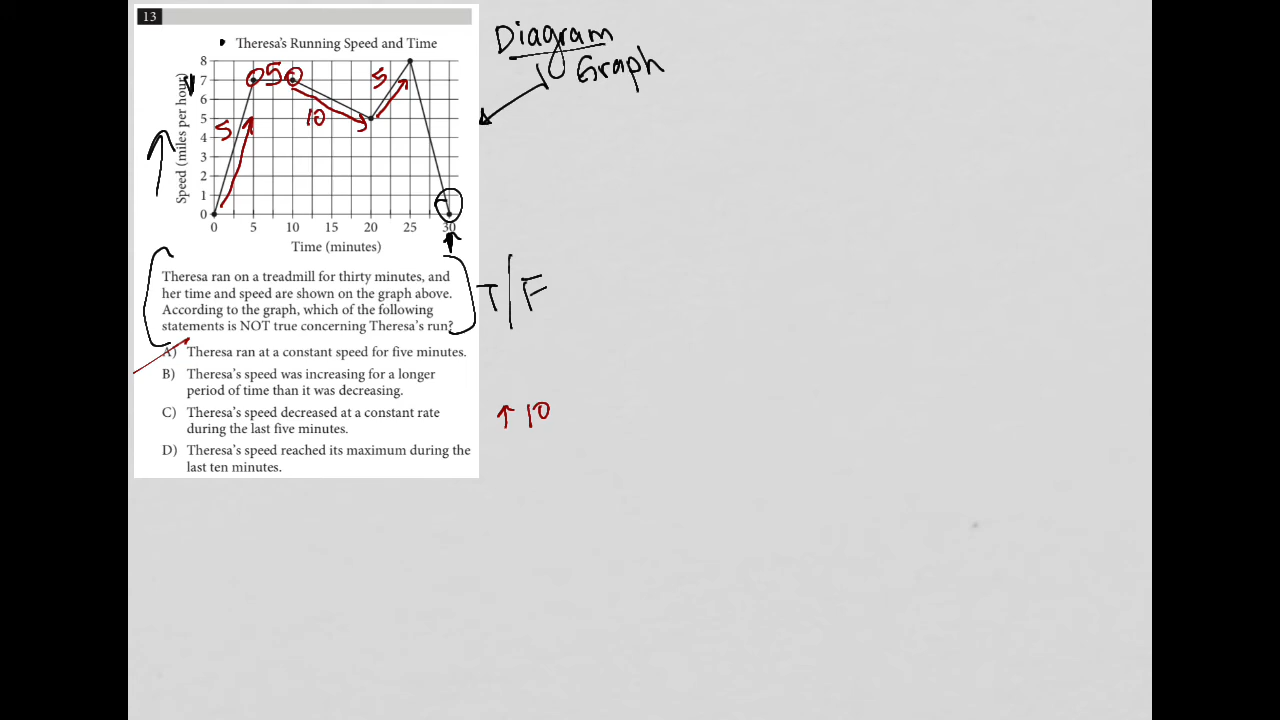 13
Theresa's Running Speed and Time
Diagram
Graph
8
7
6
5
4
3
2
1
0
Speed (miles per hour)
5
5
10
5
0 5 10 15 20 25 30
Time (minutes)
Theresa ran on a treadmill for thirty minutes, and
her time and speed are shown on the graph above.
According to the graph, which of the following
statements is NOT true concerning Theresa's run?
T | F
A) Theresa ran at a constant speed for five minutes.
B) Theresa's speed was increasing for a longer
period of time than it was decreasing.
C) Theresa's speed decreased at a constant rate
during the last five minutes.
↑ 10
D) Theresa's speed reached its maximum during the
last ten minutes.